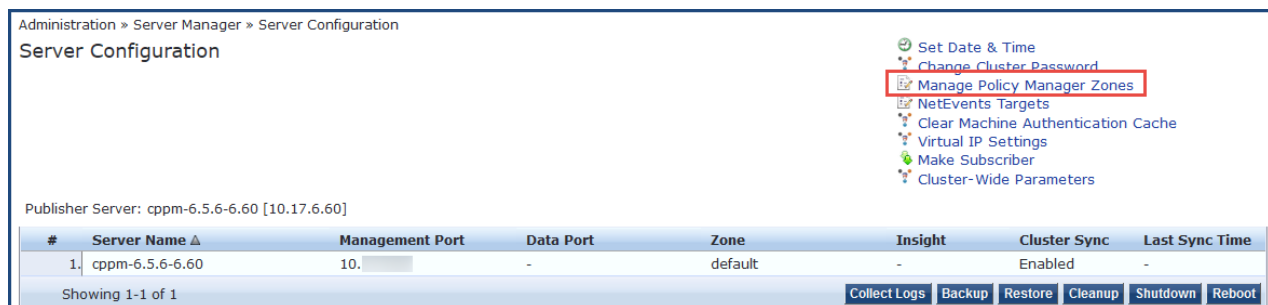 Administration » Server Manager » Server Configuration
Server Configuration
Set Date & Time
Change Cluster Password
Manage Policy Manager Zones
NetEvents Targets
Clear Machine Authentication Cache
Virtual IP Settings
Make Subscriber
Cluster-Wide Parameters
Publisher Server: cppm-6.5.6-6.60 [10.17.6.60]
# Server Name Management Port Data Port Zone Insight Cluster Sync Last Sync Time
1. cppm-6.5.6-6.60 10. - default - Enabled -
Showing 1-1 of 1 Collect Logs Backup Restore Cleanup Shutdown Reboot